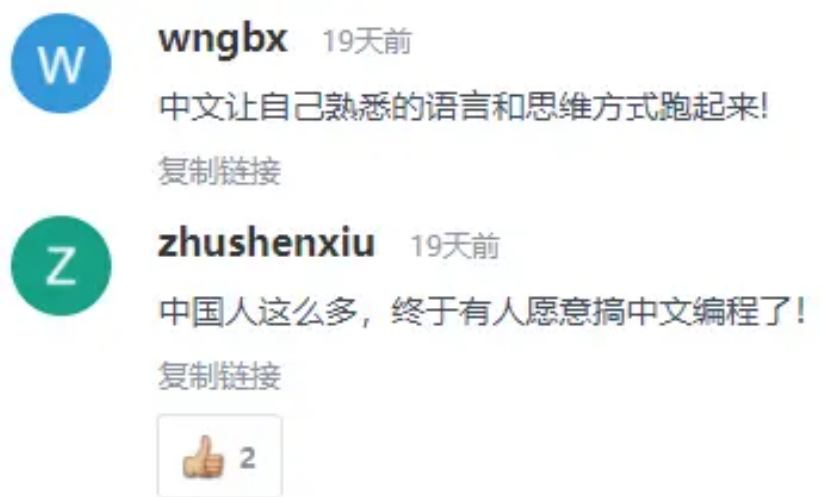 W
wngbx 19天前
中文让自己熟悉的语言和思维方式跑起来!
复制链接
Z
zhushenxiu 19天前
中国人这么多，终于有人愿意搞中文编程了！
复制链接
👍 2